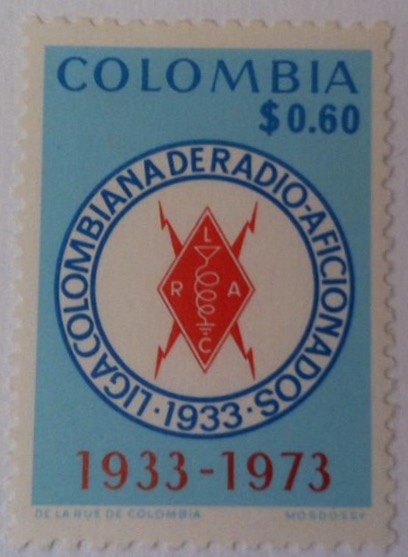 COLOMBIA
$0.60
LIGA COLOMBIANA DE RADIO-AFICIONADOS
·1933·
L
R A
C
1933-1973
DE LA RUE DE COLOMBIA MOSDOSSY